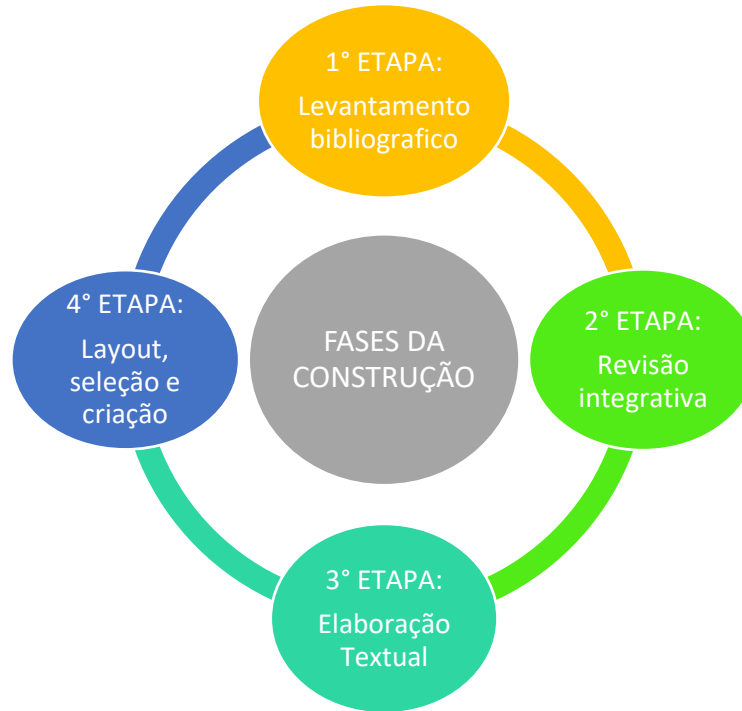 1° ETAPA:
Levantamento
bibliografico
2° ETAPA:
Revisão
integrativa
3° ETAPA:
Elaboração
Textual
4° ETAPA:
Layout,
seleção e
criação
FASES DA
CONSTRUÇÃO